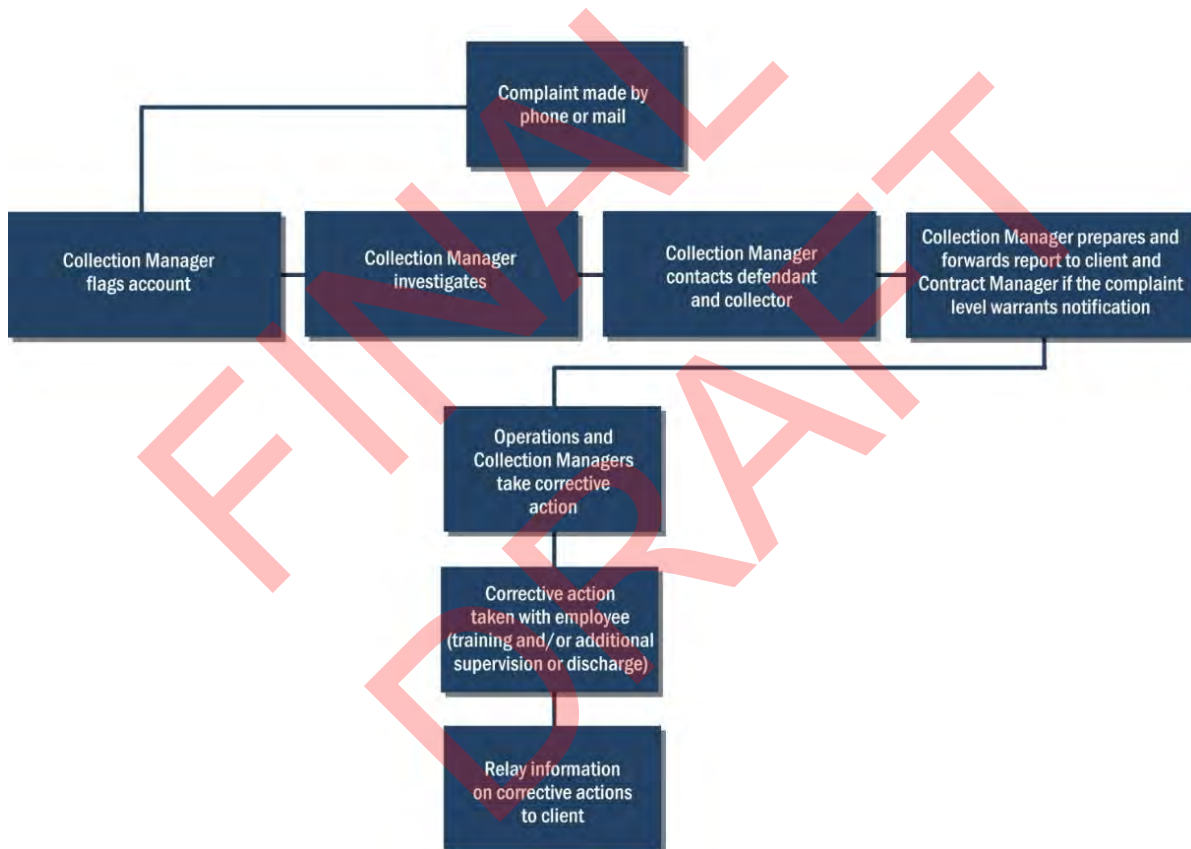 Complaint made by
phone or mail
Collection Manager
flags account
Collection Manager
investigates
Collection Manager
contacts defendant
and collector
Collection Manager prepares and
forwards report to client and
Contract Manager if the complaint
level warrants notification
Operations and
Collection Managers
take corrective
action
Corrective action
taken with employee
(training and/or additional
supervision or discharge)
Relay information
on corrective actions
to client
FINAL
DRAFT